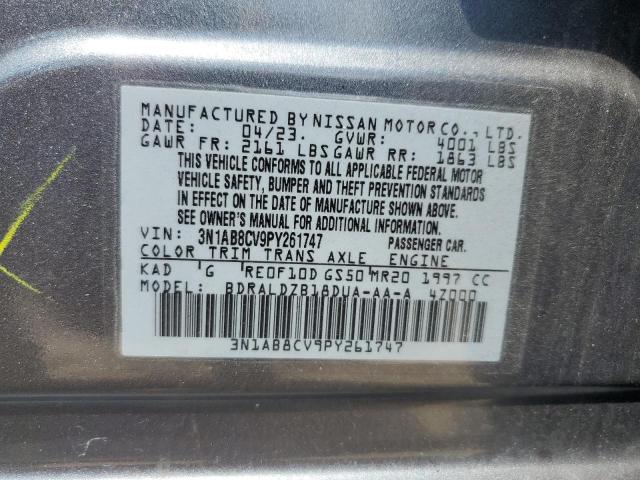 MANUFACTURED BY NISSAN MOTOR CO., LTD.
DATE: 04/23. GVWR: 4001 LBS
GAWR FR: 2161 LBS GAWR RR: 1863 LBS
THIS VEHICLE CONFORMS TO ALL APPLICABLE FEDERAL MOTOR
VEHICLE SAFETY, BUMPER AND THEFT PREVENTION STANDARDS
IN EFFECT ON THE DATE OF MANUFACTURE SHOWN ABOVE.
SEE OWNER'S MANUAL FOR ADDITIONAL INFORMATION.
VIN: 3N1AB8CV9PY261747 PASSENGER CAR.
COLOR TRIM TRANS AXLE ENGINE
KAD 'G 'RE0F10D GS50 MR20 1997 CC
MODEL: BDRALDZB18DUA-AA-A 4Z000
3N1AB8CV9PY261747